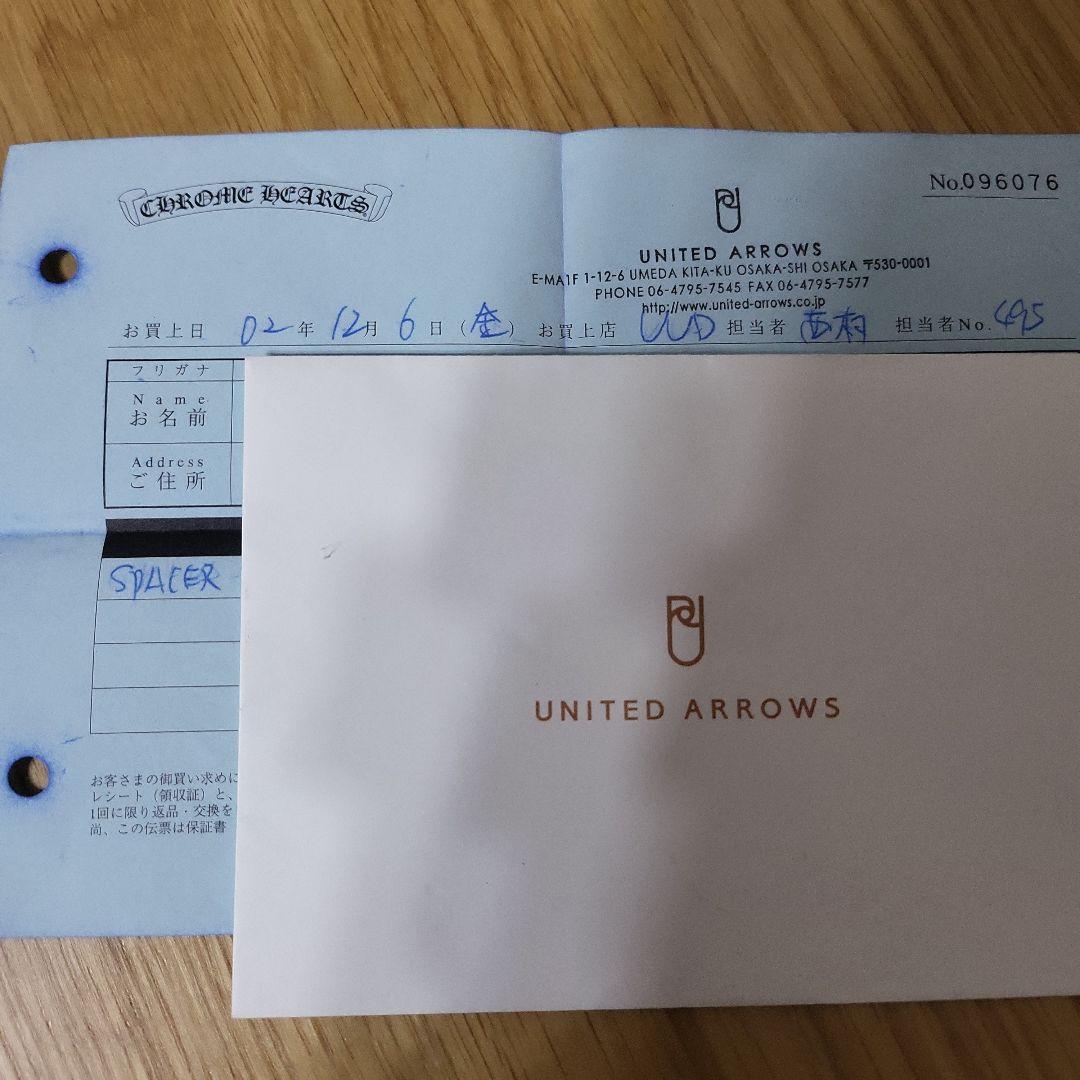 CHROME HEARTS
No.096076
UNITED ARROWS
E-MA1F 1-12-6 UMEDA KITA-KU OSAKA-SHI OSAKA 〒530-0001
PHONE 06-4795-7545 FAX 06-4795-7577
http://www.united-arrows.co.jp
お買上日 02年 12月 6日(金) お買上店 UUD 担当者 西村 担当者No. 495
フリガナ
Name
お名前
Address
ご住所
SPACER
お客さまの御買い求めに
レシート(領収証)と、
1回に限り返品・交換を
尚、この伝票は保証書
UNITED ARROWS